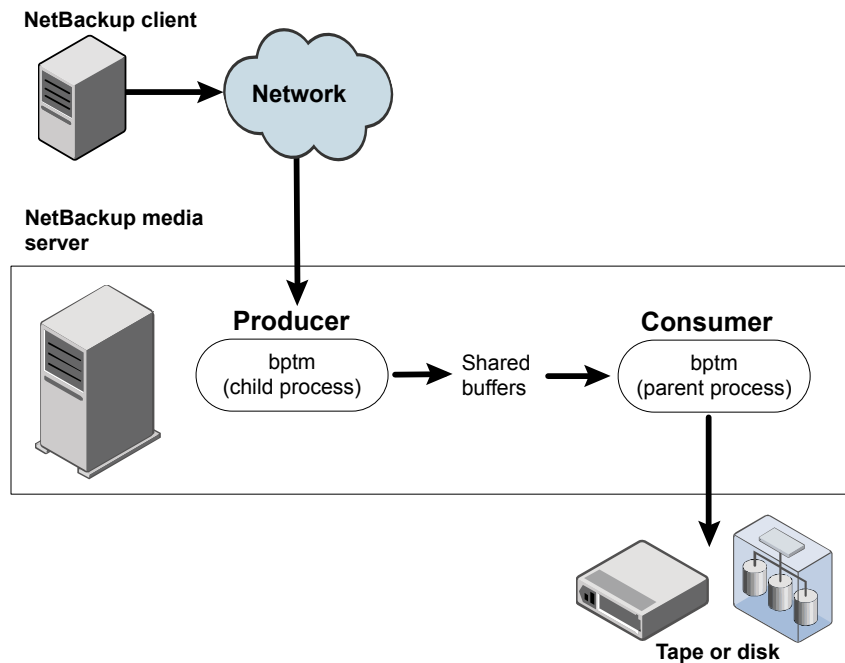 NetBackup client
Network
NetBackup media
server
Producer
bptm
(child process)
Shared
buffers
Consumer
bptm
(parent process)
Tape or disk